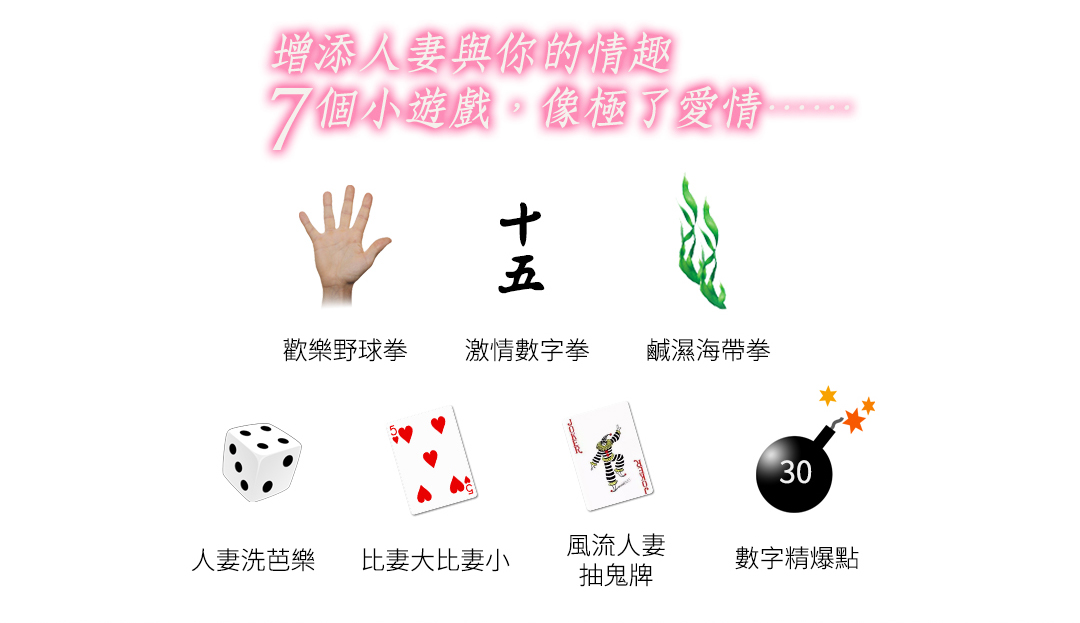 增添人妻與你的情趣
7個小遊戲，像極了愛情⋯⋯
十
五
歡樂野球拳
激情數字拳
鹹濕海帶拳
5
5
JOKER
JOKER
30
人妻洗芭樂
比妻大比妻小
風流人妻
抽鬼牌
數字精爆點